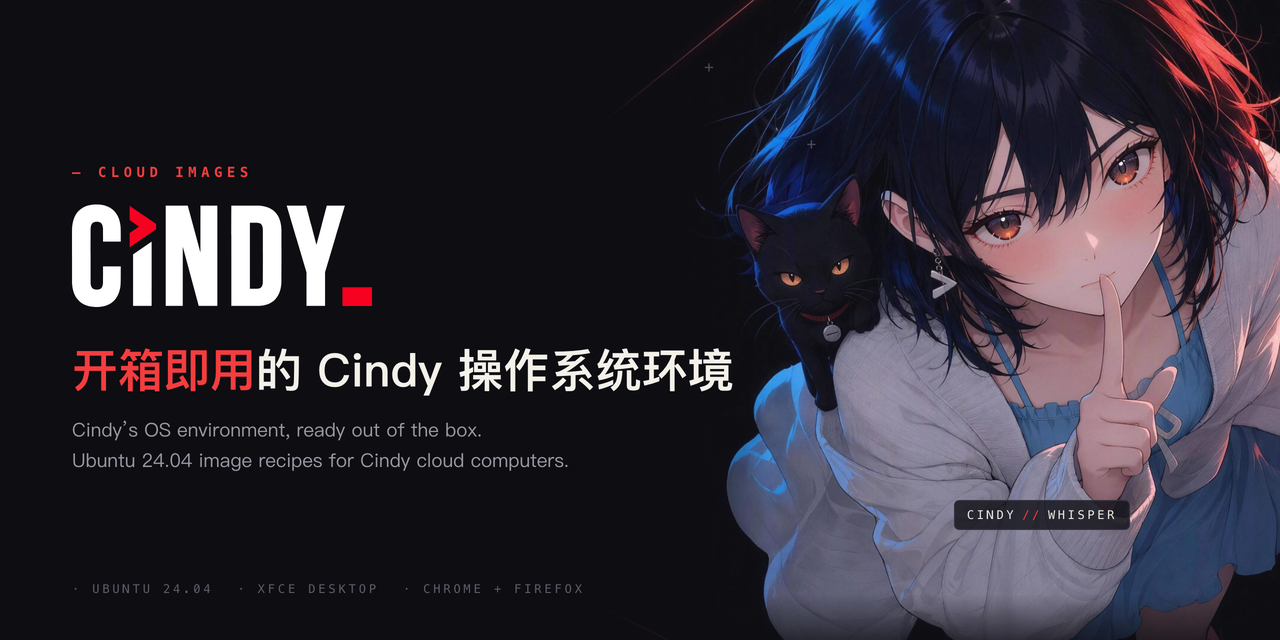 — CLOUD IMAGES
CiNDY.
开箱即用的 Cindy 操作系统环境
Cindy’s OS environment, ready out of the box.
Ubuntu 24.04 image recipes for Cindy cloud computers.
CINDY // WHISPER
· UBUNTU 24.04 · XFCE DESKTOP · CHROME + FIREFOX